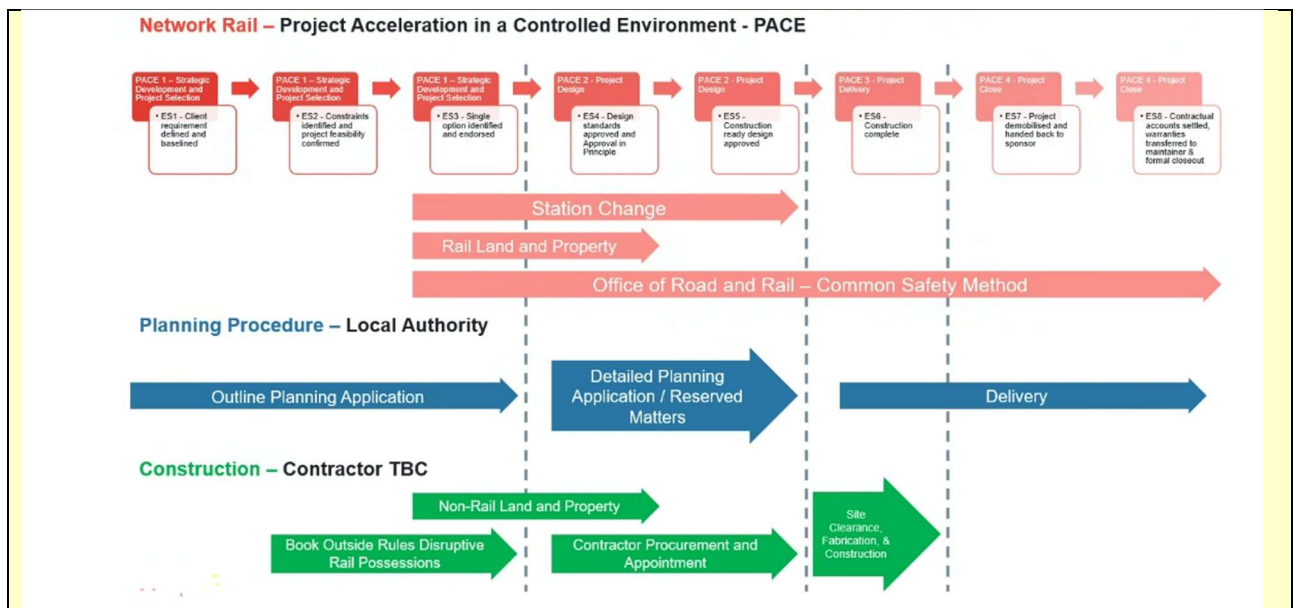 Network Rail – Project Acceleration in a Controlled Environment - PACE
PACE 1 – Strategic
Development and
Project Selection
• ES1 - Client
requirement
defined and
baselined
PACE 1 – Strategic
Development and
Project Selection
• ES2 - Constraints
identified and
project feasibility
confirmed
PACE 1 – Strategic
Development and
Project Selection
• ES3 - Single
option identified
and endorsed
PACE 2 - Project
Design
• ES4 - Design
standards
approved and
Approval in
Principle
PACE 2 - Project
Design
• ES5 -
Construction
ready design
approved
PACE 3 - Project
Delivery
• ES6 -
Construction
complete
PACE 4 - Project
Close
• ES7 - Project
demobilised and
handed back to
sponsor
PACE 4 - Project
Close
• ES8 - Contractual
accounts settled,
warranties
transferred to
maintainer &
formal closeout
Station Change
Rail Land and Property
Office of Road and Rail – Common Safety Method
Planning Procedure – Local Authority
Outline Planning Application
Detailed Planning
Application / Reserved
Matters
Delivery
Construction – Contractor TBC
Non-Rail Land and Property
Book Outside Rules Disruptive
Rail Possessions
Contractor Procurement and
Appointment
Site
Clearance,
Fabrication, &
Construction